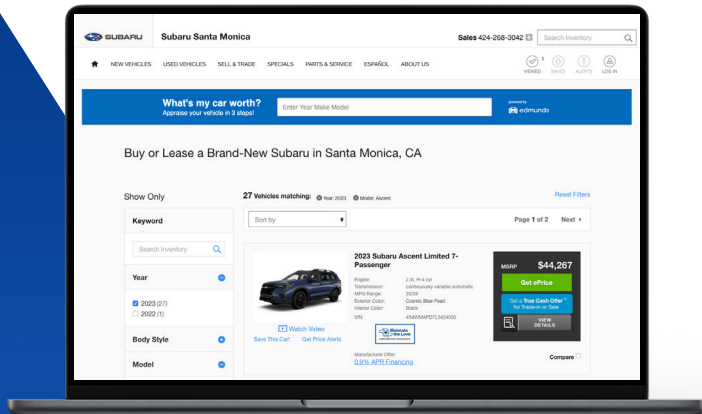 SUBARU
Subaru Santa Monica
Sales 424-268-3042
Search Inventory
NEW VEHICLES USED VEHICLES SELL & TRADE SPECIALS PARTS & SERVICE ESPAÑOL ABOUT US
VIEWED SAVED ALERTS LOG IN
What's my car worth?
Appraise your vehicle in 3 steps!
Enter Year Make Model
powered by
edmunds
Buy or Lease a Brand-New Subaru in Santa Monica, CA
Show Only
27 Vehicles matching: Year: 2023 Model: Ascent
Reset Filters
Keyword
Sort by
Page 1 of 2 Next
Search Inventory
Year
2023 (27)
2022 (1)
Body Style
Model
2023 Subaru Ascent Limited 7-
Passenger
Engine: 2.4L H-4 cyl
Transmission: continuously variable automatic
MPG Range:
Exterior Color: Cosmic Blue Pearl
Interior Color: Black
VIN:
Watch Video
Save This Car! Get Price Alerts
Maintain
the Love
Manufacturer Offer:
0.9% APR Financing
MSRP $44,267
Get ePrice
Get a True Cash Offer™
for Trade-in or Sale
VIEW
DETAILS
Compare